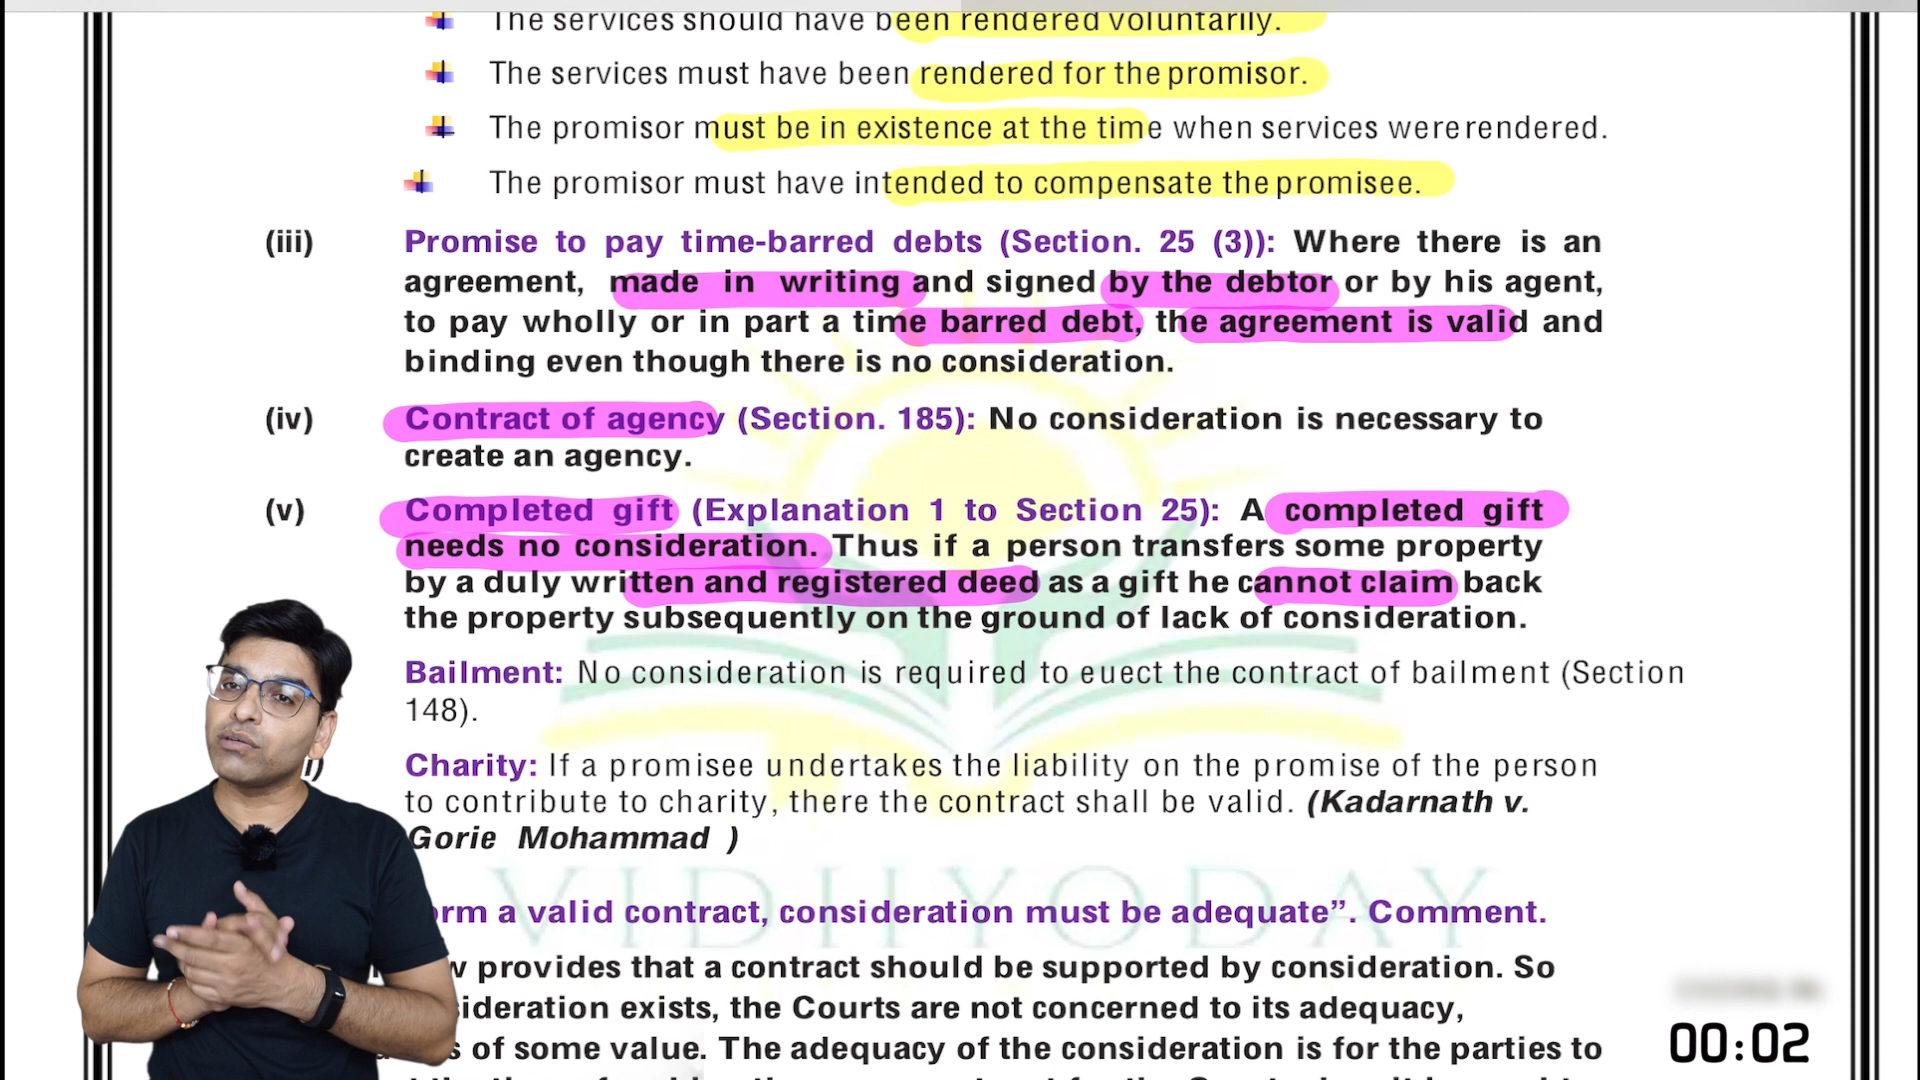 The services should have been rendered voluntarily.
The services must have been rendered for the promisor.
The promisor must be in existence at the time when services were rendered.
The promisor must have intended to compensate the promisee.
(iii) Promise to pay time-barred debts (Section. 25 (3)): Where there is an
agreement, made in writing and signed by the debtor or by his agent,
to pay wholly or in part a time barred debt, the agreement is valid and
binding even though there is no consideration.
(iv) Contract of agency (Section. 185): No consideration is necessary to
create an agency.
(v) Completed gift (Explanation 1 to Section 25): A completed gift
needs no consideration. Thus if a person transfers some property
by a duly written and registered deed as a gift he cannot claim back
the property subsequently on the ground of lack of consideration.
Bailment: No consideration is required to euect the contract of bailment (Section
148).
Charity: If a promisee undertakes the liability on the promise of the person
to contribute to charity, there the contract shall be valid. (Kadarnath v.
Gorie Mohammad )
VIDHYODAY
orm a valid contract, consideration must be adequate”. Comment.
w provides that a contract should be supported by consideration. So
sideration exists, the Courts are not concerned to its adequacy,
s of some value. The adequacy of the consideration is for the parties to
00:02